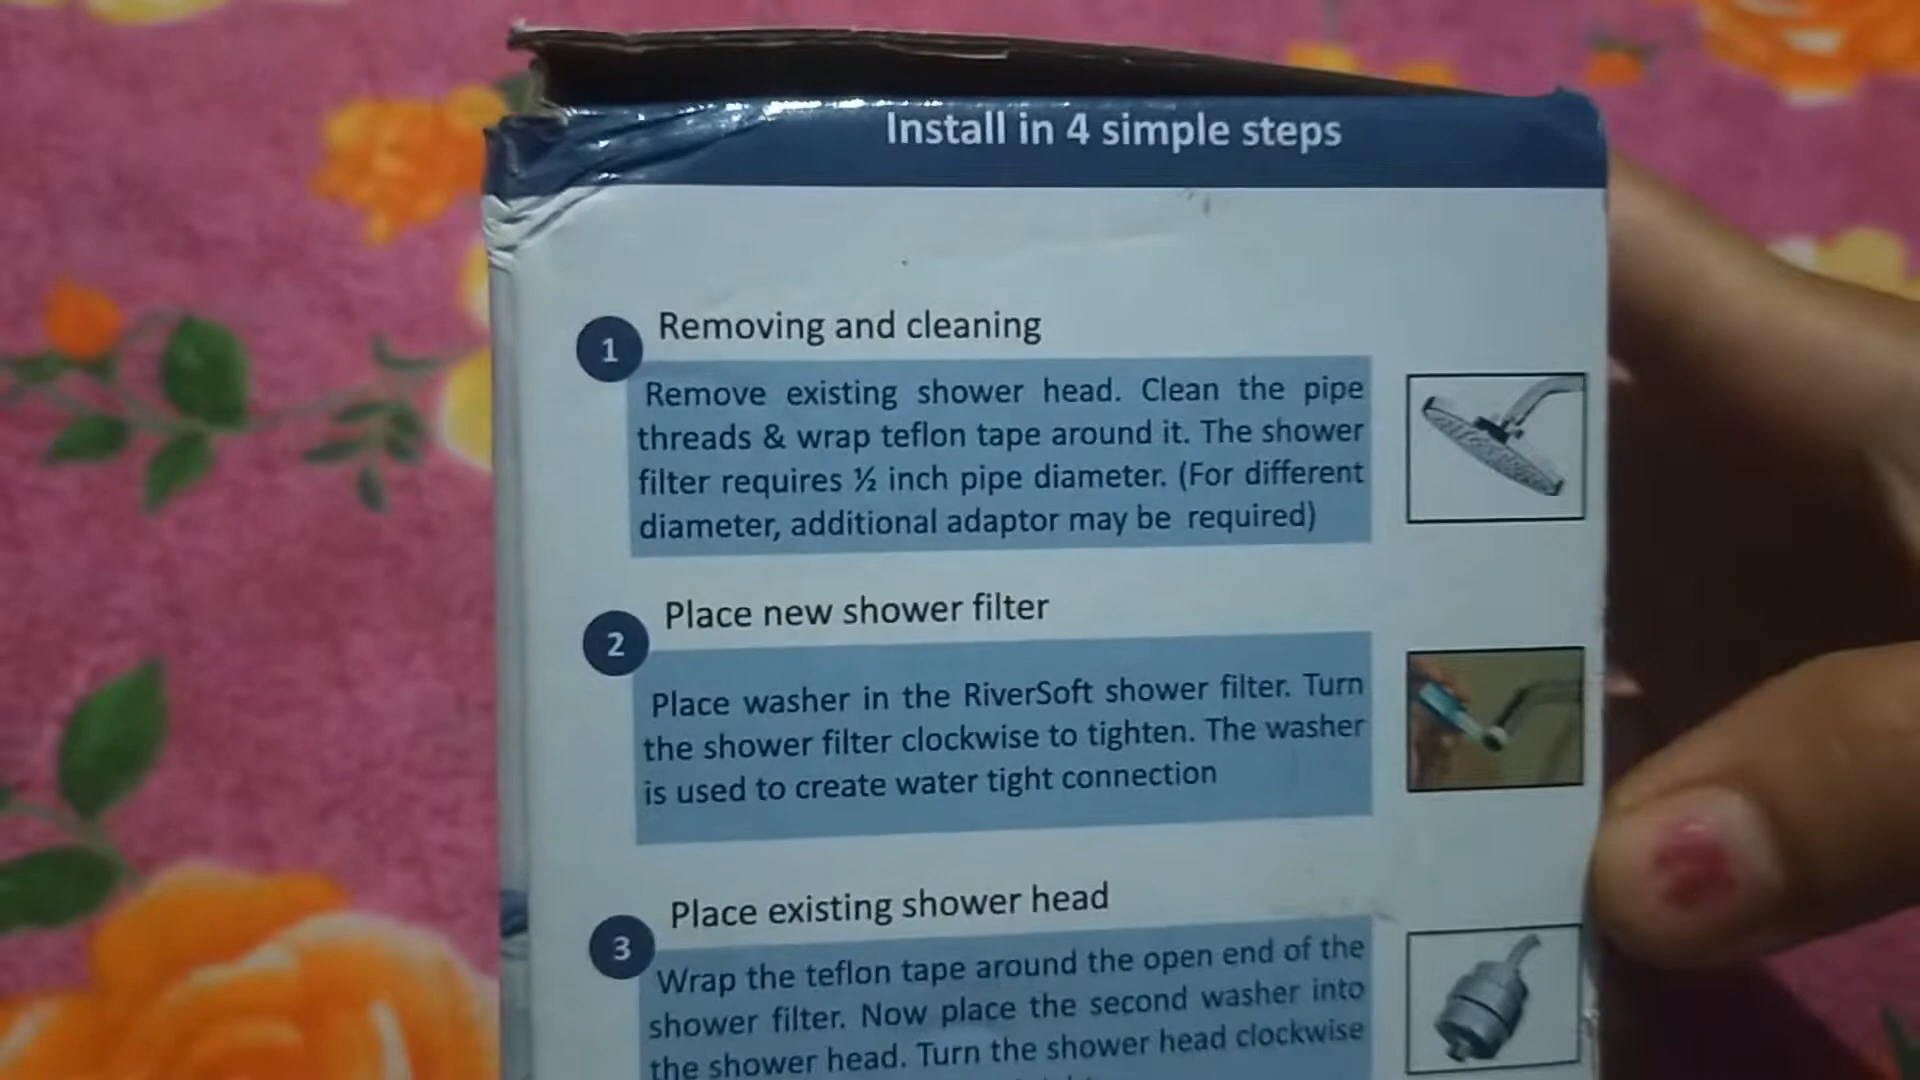 Install in 4 simple steps
1
Removing and cleaning
Remove existing shower head. Clean the pipe
threads & wrap teflon tape around it. The shower
filter requires ½ inch pipe diameter. (For different
diameter, additional adaptor may be required)
2
Place new shower filter
Place washer in the RiverSoft shower filter. Turn
the shower filter clockwise to tighten. The washer
is used to create water tight connection
3
Place existing shower head
Wrap the teflon tape around the open end of the
shower filter. Now place the second washer into
the shower head. Turn the shower head clockwise